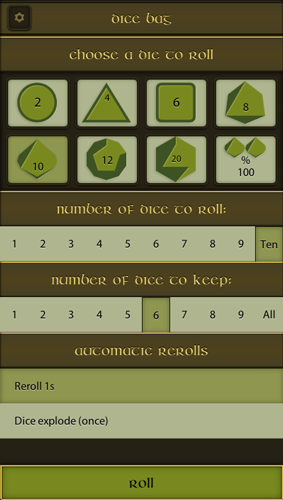 Dice Bag
Choose a Die to Roll
2 4 6 8
10 12 20 % 100
Number of Dice to Roll:
1 2 3 4 5 6 7 8 9 Ten
Number of Dice to Keep:
1 2 3 4 5 6 7 8 9 All
Automatic Rerolls
Reroll 1s
Dice explode (once)
Roll